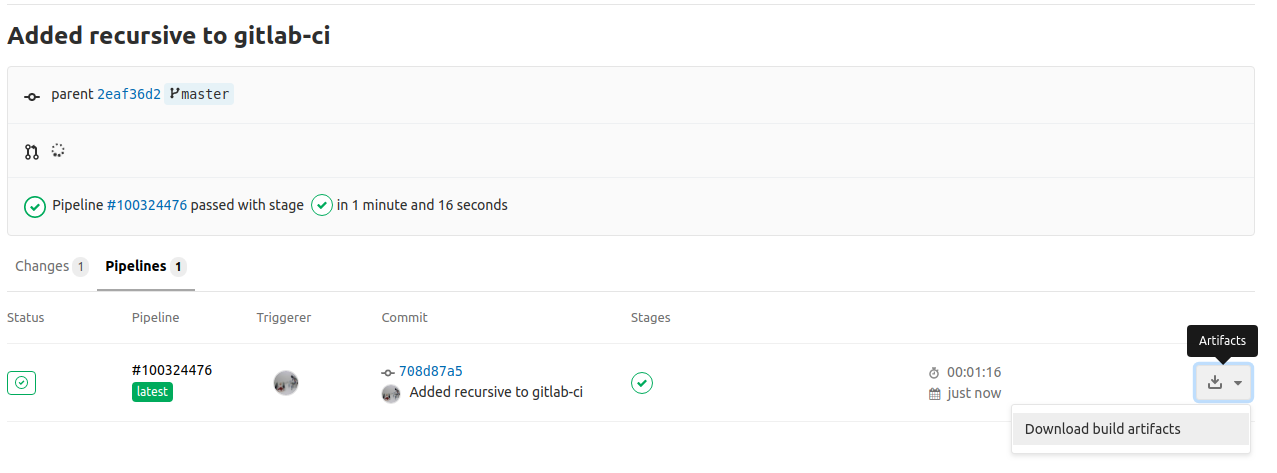 Added recursive to gitlab-ci
parent 2eaf36d2 master
Pipeline #100324476 passed with stage in 1 minute and 16 seconds
Changes 1 Pipelines 1
Status Pipeline Triggerer Commit Stages
Artifacts
#100324476 708d87a5 00:01:16
latest Added recursive to gitlab-ci just now
Download build artifacts